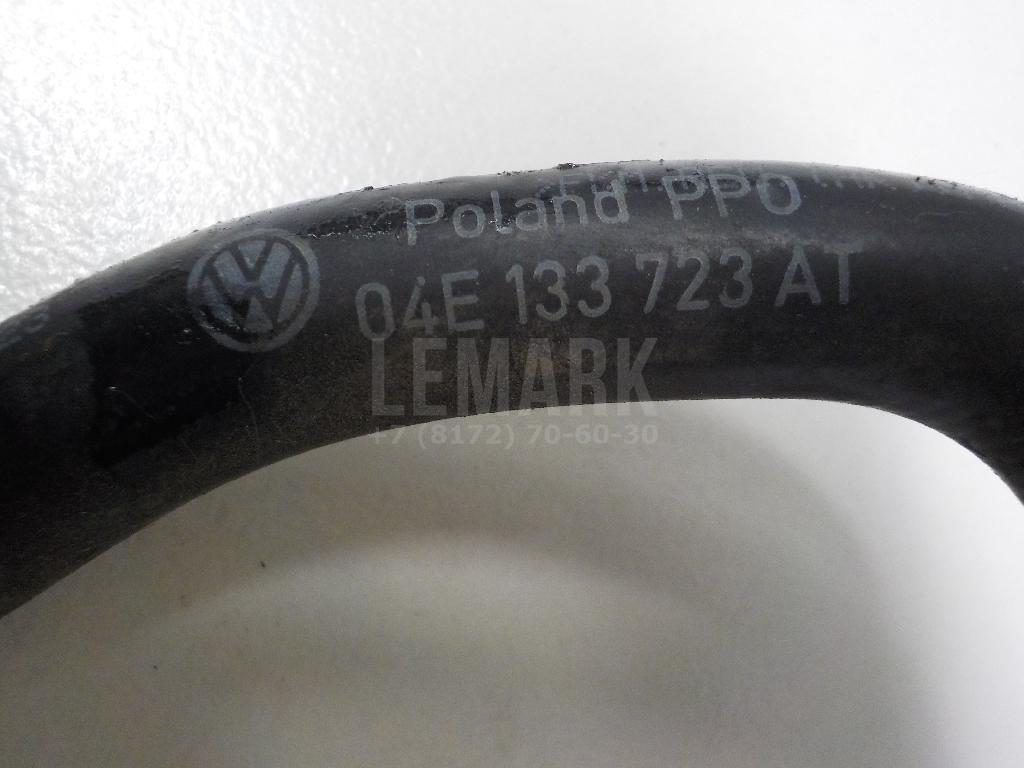 Poland PPO
04E 133 723 AT
LEMARK
+7 (8172) 70-60-30